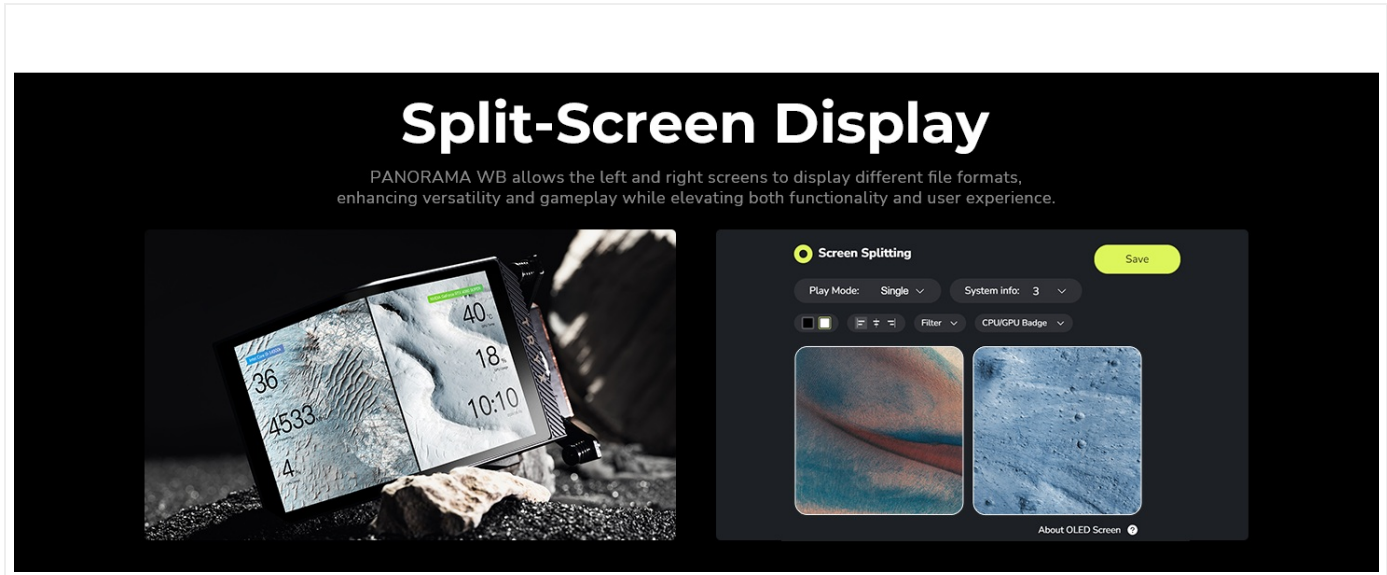 Split-Screen Display
PANORAMA WB allows the left and right screens to display different file formats,
enhancing versatility and gameplay while elevating both functionality and user experience.
36
4533
4
40
18
10:10
Screen Splitting
Save
Play Mode: Single
System info: 3
Filter
CPU/GPU Badge
About OLED Screen ?